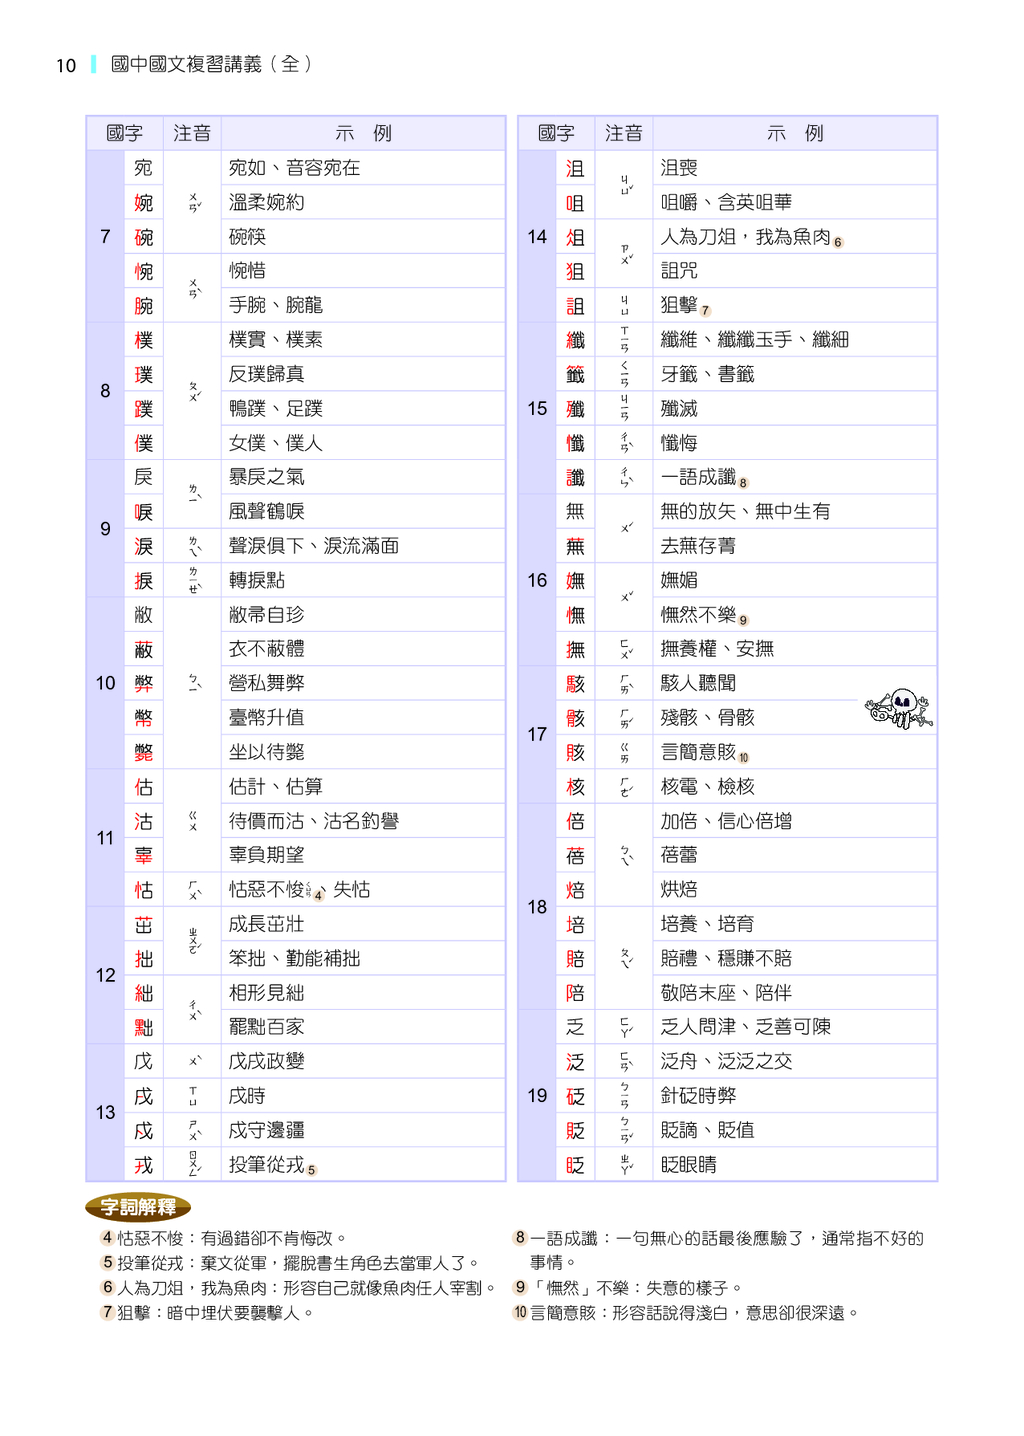 10 國中國文複習講義（全）
國字 注音 示 例
7 宛 ㄨㄢˇ 宛如、音容宛在
婉 溫柔婉約
碗 碗筷
惋 ㄨㄢˋ 惋惜
腕 手腕、腕龍
8 樸 ㄆㄨˊ 樸實、樸素
璞 反璞歸真
蹼 鴨蹼、足蹼
僕 女僕、僕人
9 戾 ㄌㄧˋ 暴戾之氣
唳 風聲鶴唳
淚 ㄌㄟˋ 聲淚俱下、淚流滿面
捩 ㄌㄧㄝˋ 轉捩點
10 敝 ㄅㄧˋ 敝帚自珍
蔽 衣不蔽體
弊 營私舞弊
幣 臺幣升值
斃 坐以待斃
11 估 ㄍㄨ 估計、估算
沽 待價而沽、沽名釣譽
辜 辜負期望
怙 ㄏㄨˋ 怙惡不悛ㄑㄩㄢ4、失怙
12 茁 ㄓㄨㄛˊ 成長茁壯
拙 笨拙、勤能補拙
絀 ㄔㄨˋ 相形見絀
黜 罷黜百家
13 戊 ㄨˋ 戊戌政變
戌 ㄒㄩ 戌時
戍 ㄕㄨˋ 戍守邊疆
戎 ㄖㄨㄥˊ 投筆從戎5
國字 注音 示 例
14 沮 ㄐㄩˇ 沮喪
咀 咀嚼、含英咀華
俎 ㄗㄨˇ 人為刀俎，我為魚肉6
狙 詛咒
詛 ㄐㄩ 狙擊7
15 纖 ㄒㄧㄢ 纖維、纖纖玉手、纖細
籤 ㄑㄧㄢ 牙籤、書籤
殲 ㄐㄧㄢ 殲滅
懺 ㄔㄢˋ 懺悔
讖 ㄔㄣˋ 一語成讖8
16 無 ㄨˊ 無的放矢、無中生有
蕪 去蕪存菁
嫵 ㄨˇ 嫵媚
憮 憮然不樂9
撫 ㄈㄨˇ 撫養權、安撫
17 駭 ㄏㄞˋ 駭人聽聞
骸 ㄏㄞˊ 殘骸、骨骸
賅 ㄍㄞ 言簡意賅10
核 ㄏㄜˊ 核電、檢核
18 倍 ㄅㄟˋ 加倍、信心倍增
蓓 蓓蕾
焙 烘焙
培 ㄆㄟˊ 培養、培育
賠 賠禮、穩賺不賠
陪 敬陪末座、陪伴
19 乏 ㄈㄚˊ 乏人問津、乏善可陳
泛 ㄈㄢˋ 泛舟、泛泛之交
砭 ㄅㄧㄢ 針砭時弊
貶 ㄅㄧㄢˇ 貶謫、貶值
眨 ㄓㄚˇ 眨眼睛
字詞解釋
4 怙惡不悛：有過錯卻不肯悔改。
5 投筆從戎：棄文從軍，擺脫書生角色去當軍人了。
6 人為刀俎，我為魚肉：形容自己就像魚肉任人宰割。
7 狙擊：暗中埋伏要襲擊人。
8 一語成讖：一句無心的話最後應驗了，通常指不好的
事情。
9 「憮然」不樂：失意的樣子。
10 言簡意賅：形容話說得淺白，意思卻很深遠。